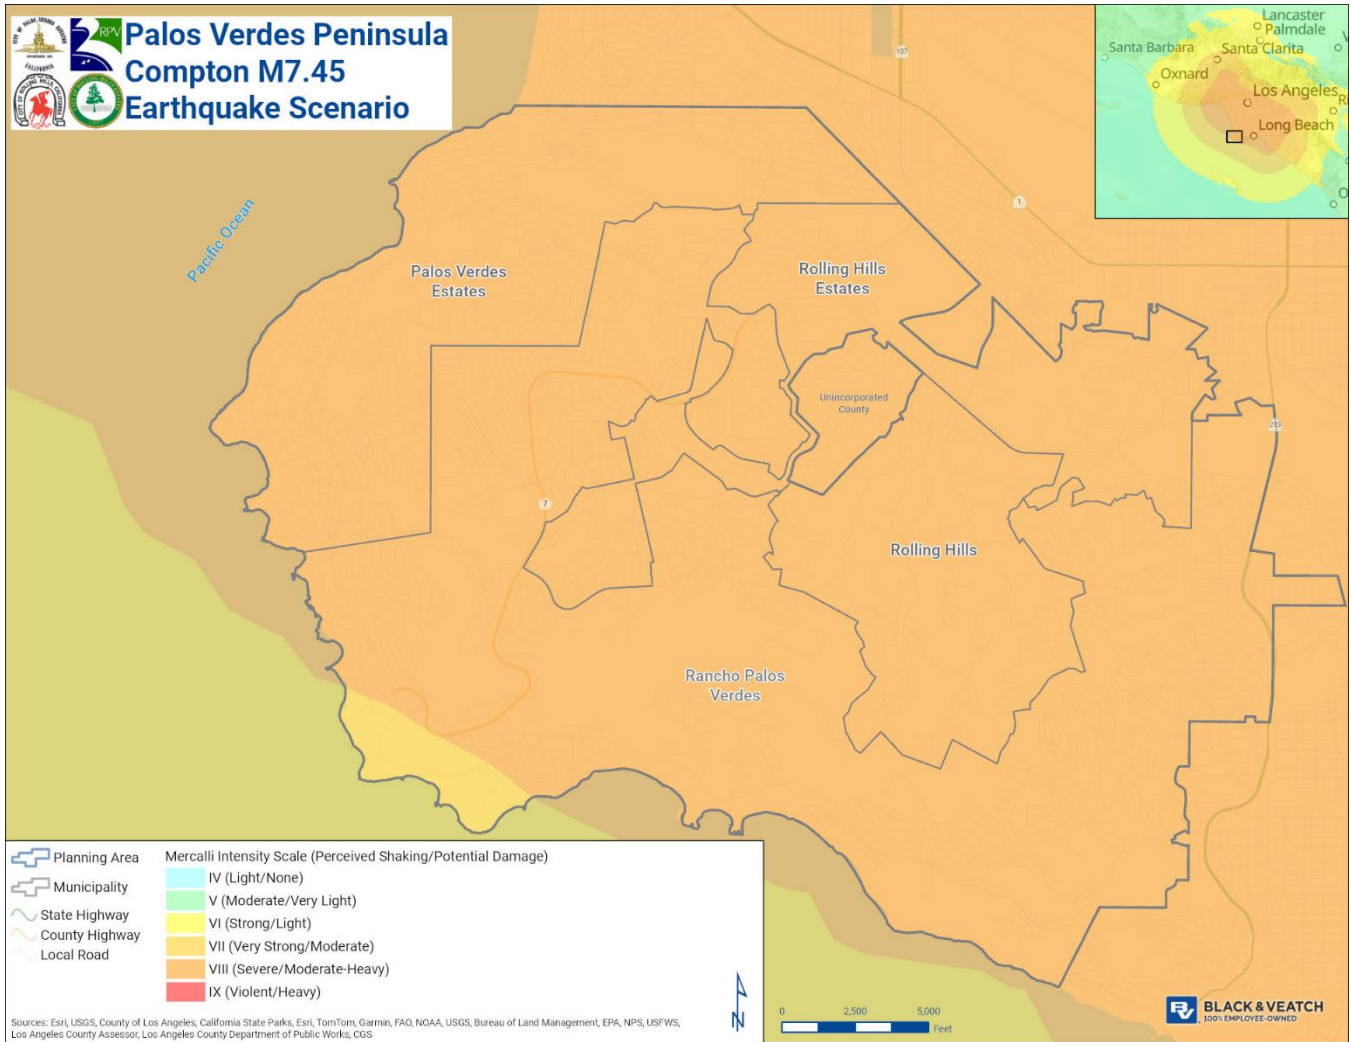 Palos Verdes Peninsula
Compton M7.45
Earthquake Scenario
RPV
Lancaster
Palmdale
Santa Barbara
Santa Clarita
Oxnard
Los Angeles
Long Beach
107
1
Pacific Ocean
Palos Verdes
Estates
Rolling Hills
Estates
Unincorporated
County
213
7
Rolling Hills
Rancho Palos
Verdes
Planning Area
Municipality
State Highway
County Highway
Local Road
Mercalli Intensity Scale (Perceived Shaking/Potential Damage)
IV (Light/None)
V (Moderate/Very Light)
VI (Strong/Light)
VII (Very Strong/Moderate)
VIII (Severe/Moderate-Heavy)
IX (Violent/Heavy)
N
0 2,500 5,000
Feet
BV
BLACK & VEATCH
100% EMPLOYEE-OWNED
Sources: Esri, USGS, County of Los Angeles, California State Parks, Esri, TomTom, Garmin, FAO, NOAA, USGS, Bureau of Land Management, EPA, NPS, USFWS,
Los Angeles County Assessor, Los Angeles County Department of Public Works, CGS